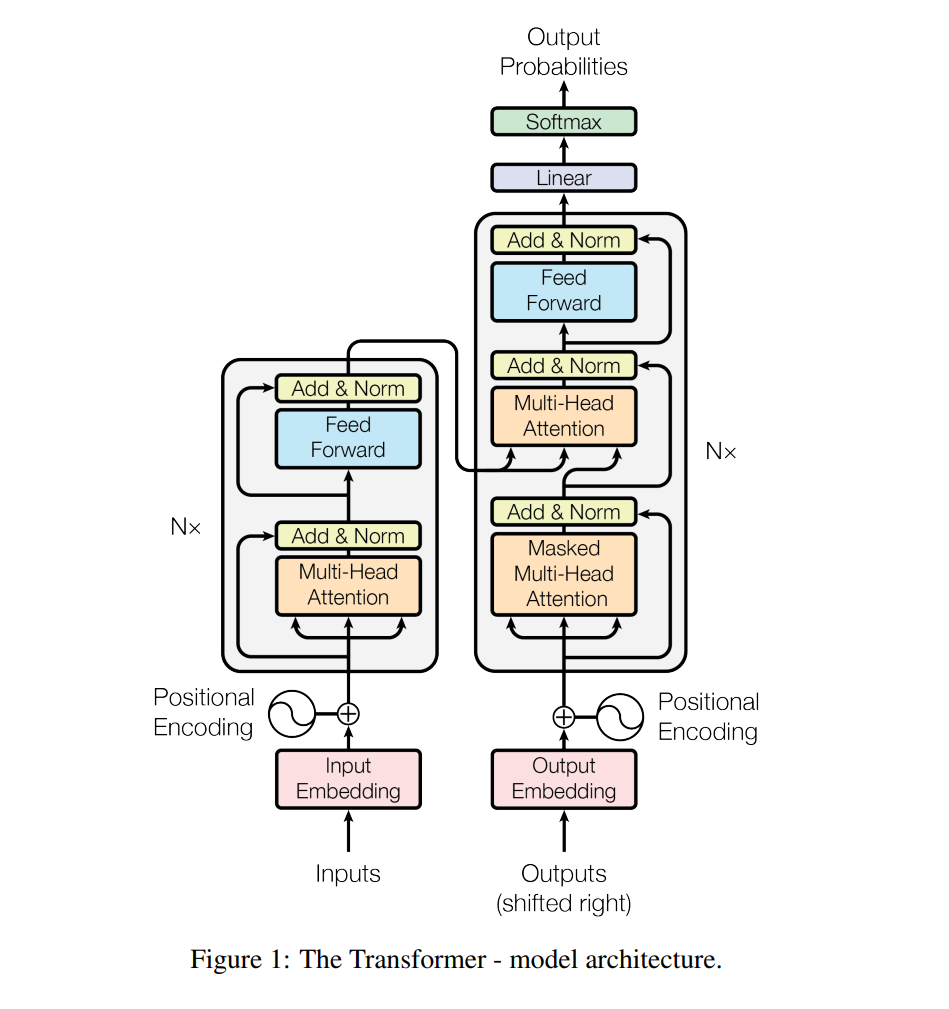 Output
Probabilities
Softmax
Linear
Add & Norm
Feed
Forward
Add & Norm
Multi-Head
Attention
Nx
Add & Norm
Masked
Multi-Head
Attention
Add & Norm
Feed
Forward
Nx
Add & Norm
Multi-Head
Attention
Positional
Encoding
Positional
Encoding
Input
Embedding
Output
Embedding
Inputs
Outputs
(shifted right)
Figure 1: The Transformer - model architecture.